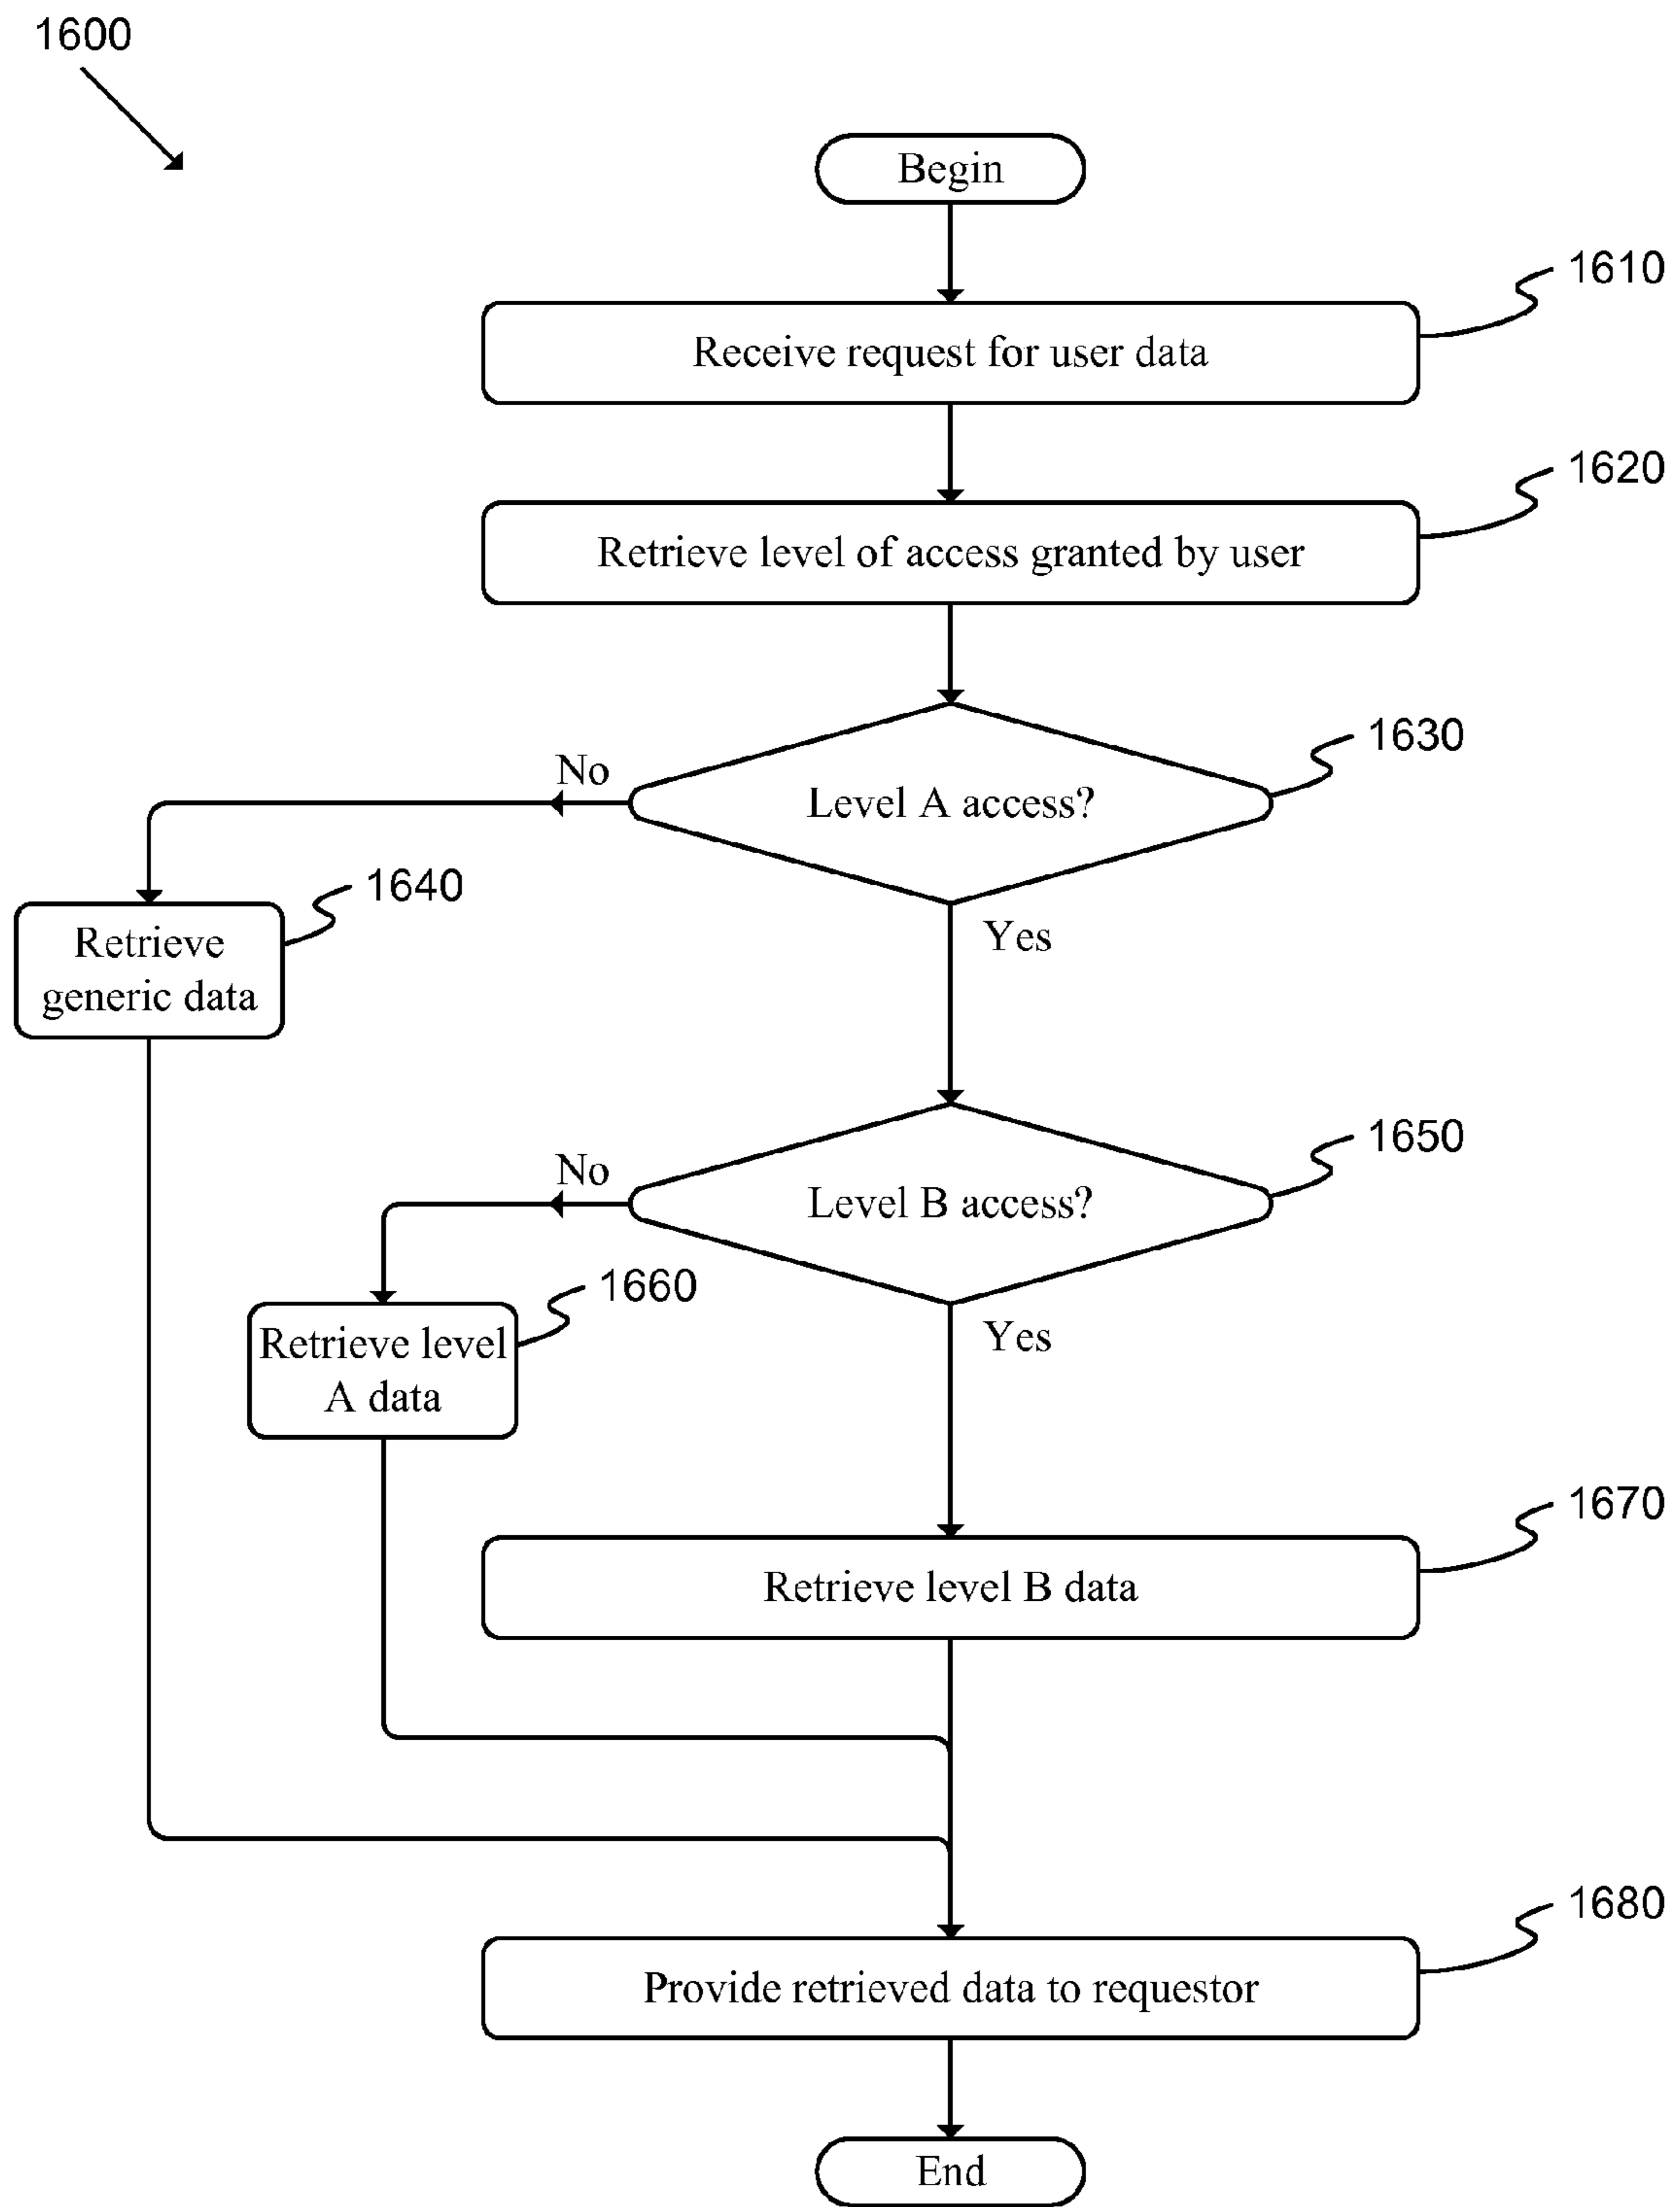 1600
Begin
1610
Receive request for user data
1620
Retrieve level of access granted by user
1630
No
Level A access?
1640
Retrieve
generic data
Yes
1650
No
Level B access?
1660
Retrieve level
A data
Yes
1670
Retrieve level B data
1680
Provide retrieved data to requestor
End